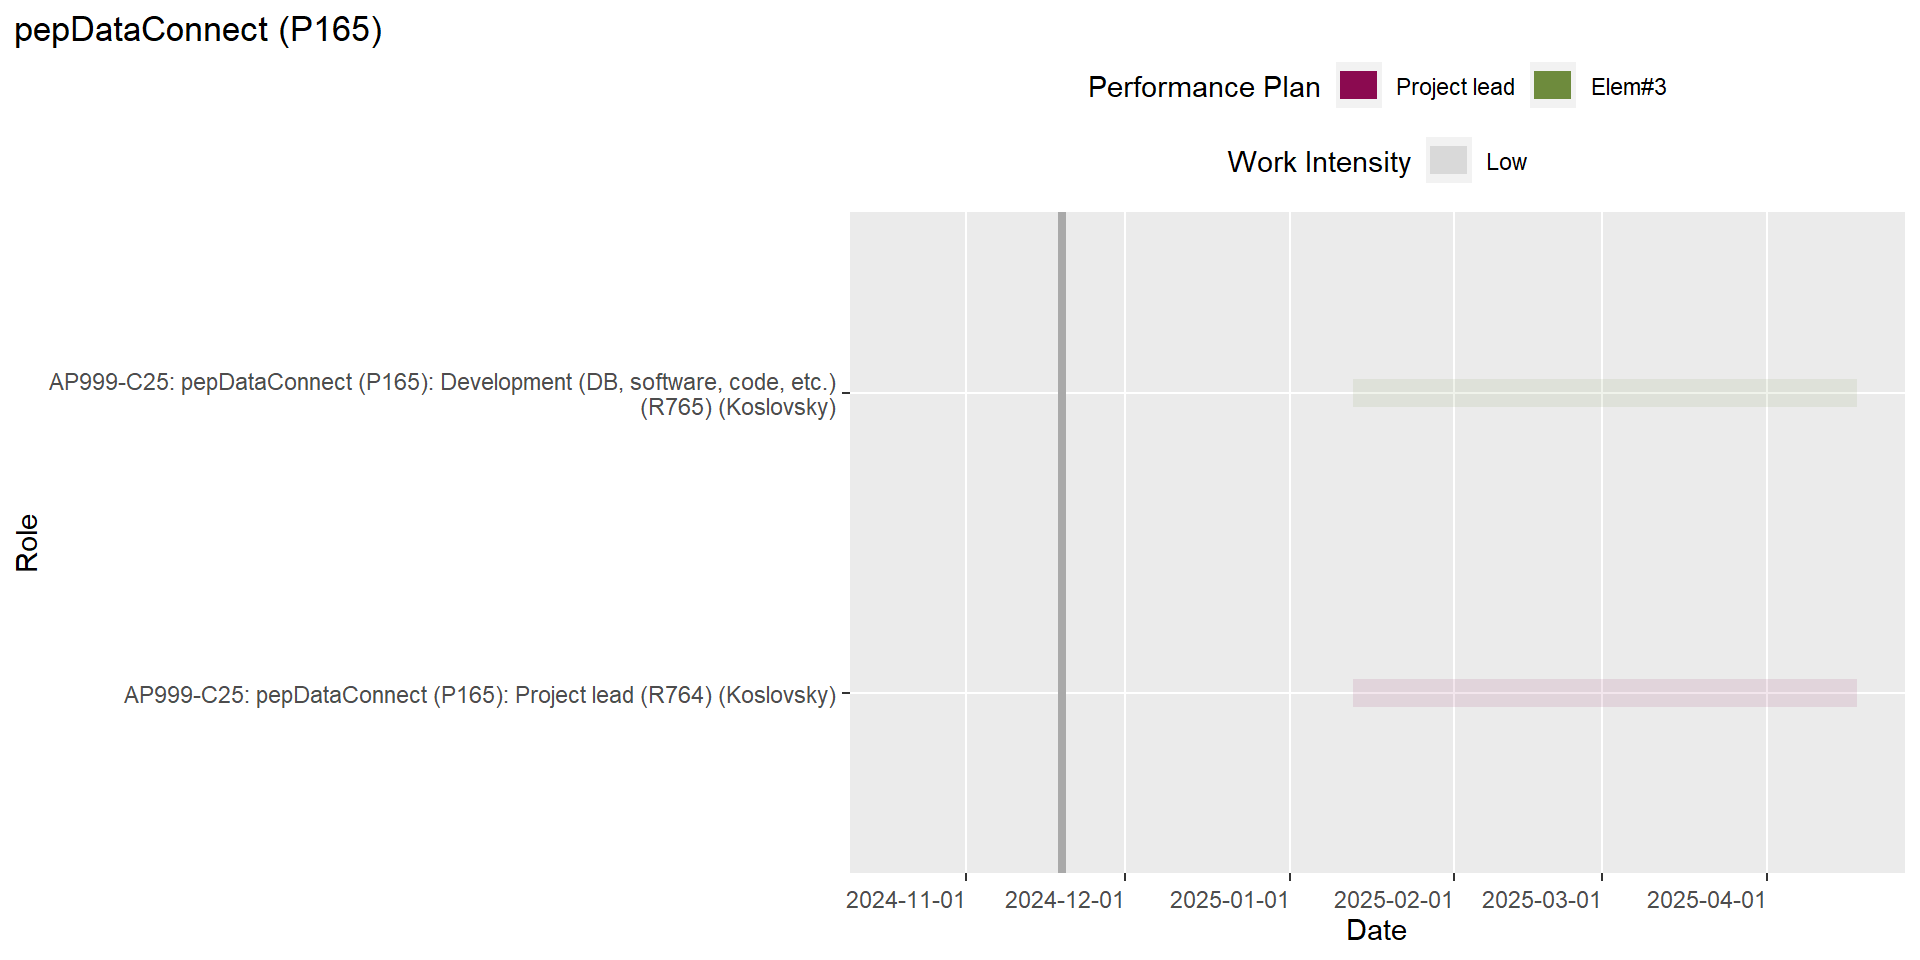 pepDataConnect (P165)
Performance Plan Project lead Elem#3
Work Intensity Low
AP999-C25: pepDataConnect (P165): Development (DB, software, code, etc.)
(R765) (Koslovsky)
Role
AP999-C25: pepDataConnect (P165): Project lead (R764) (Koslovsky)
2024-11-01 2024-12-01 2025-01-01 2025-02-01 2025-03-01 2025-04-01
Date